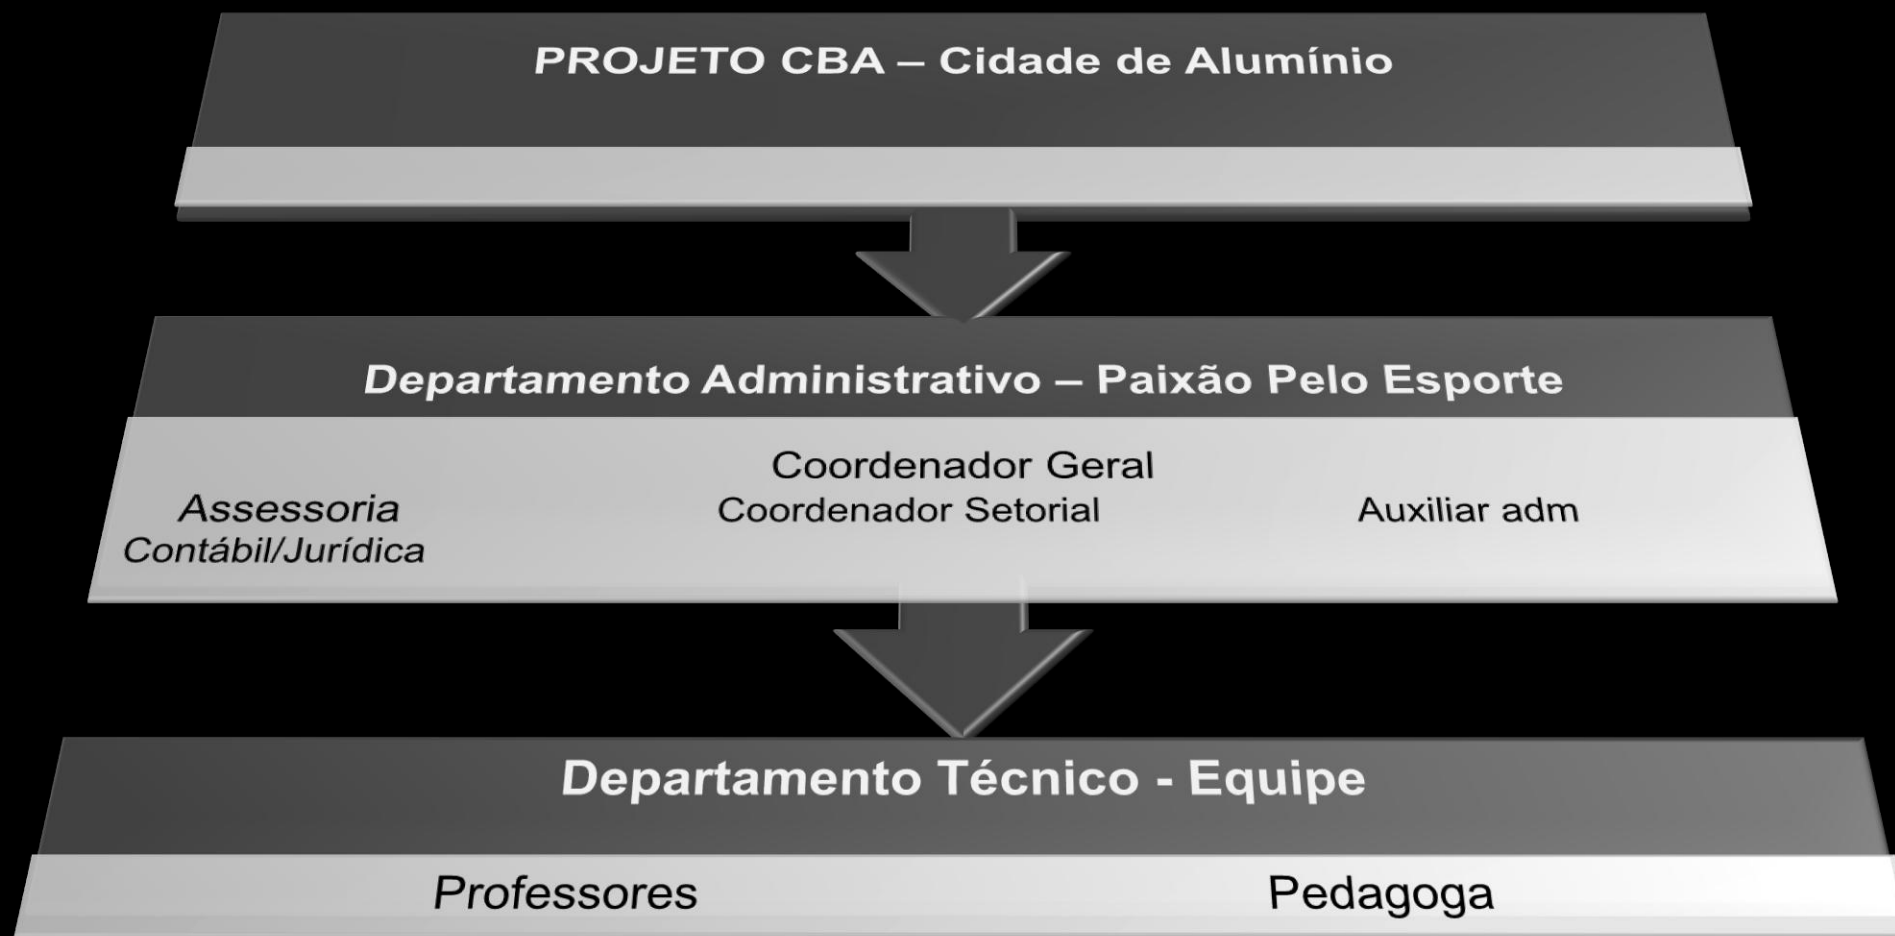 PROJETO CBA – Cidade de Alumínio
Departamento Administrativo – Paixão Pelo Esporte
Coordenador Geral
Assessoria Coordenador Setorial Auxiliar adm
Contábil/Jurídica
Departamento Técnico - Equipe
Professores Pedagoga